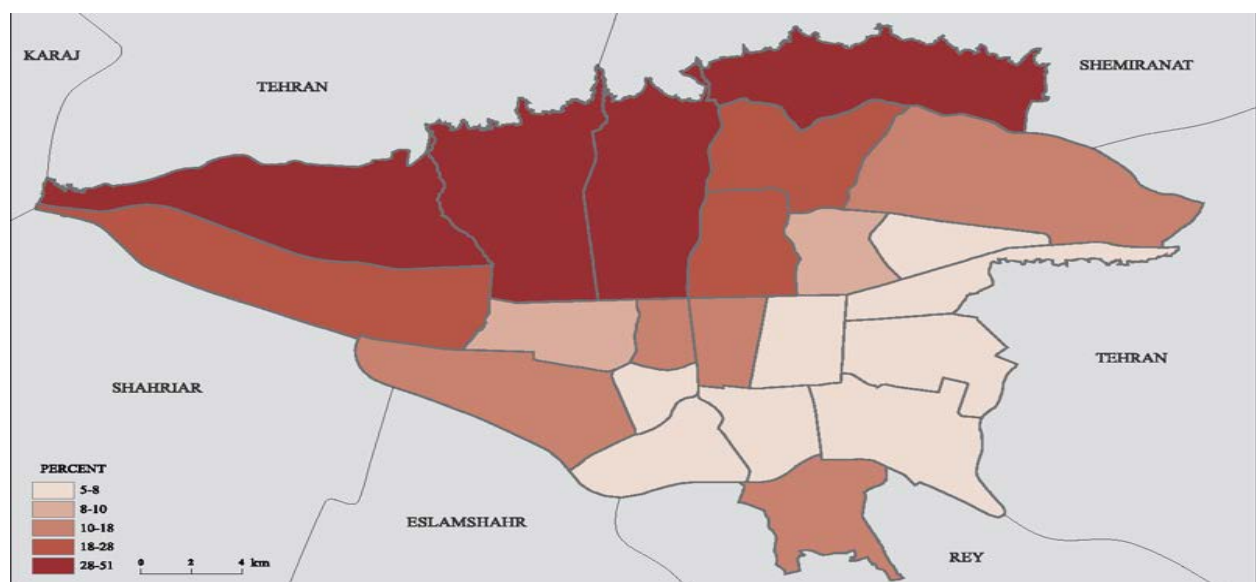 KARAJ
TEHRAN
SHEMIRANAT
TEHRAN
SHAHRIAR
ESLAMSHAHR
REY
PERCENT
5-8
8-10
10-18
18-28
28-51
0 2 4 km